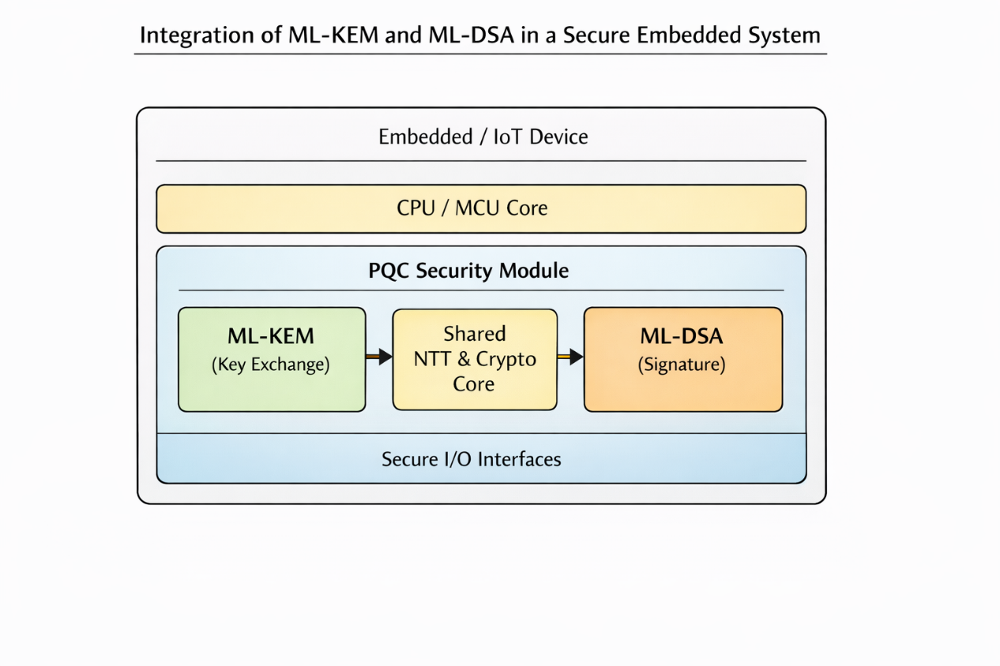 Integration of ML-KEM and ML-DSA in a Secure Embedded System
Embedded / IoT Device
CPU / MCU Core
PQC Security Module
ML-KEM
(Key Exchange)
Shared
NTT & Crypto
Core
ML-DSA
(Signature)
Secure I/O Interfaces